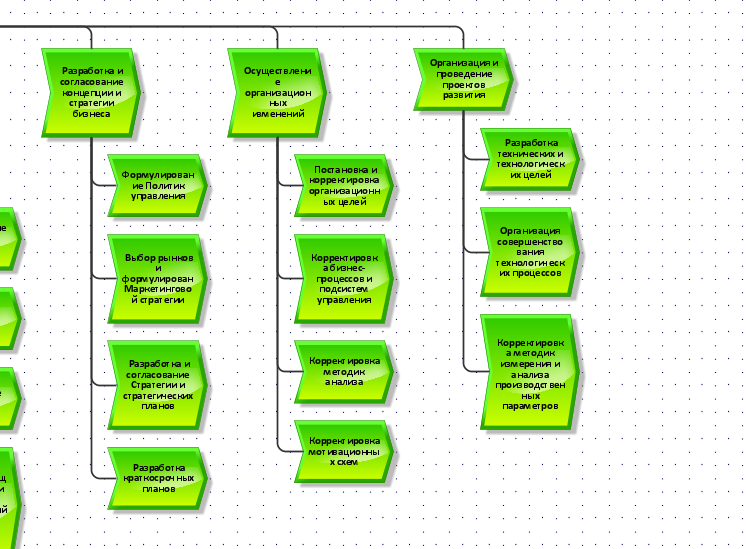 Разработка и
согласование
концепции и
стратегии
бизнеса
Формулирован
ие Политик
управления
Выбор рынков
и
формулирован
Маркетингово
й стратегии
Разработка и
согласование
Стратегии и
стратегических
планов
Разработка
краткосрочных
планов
Осуществлени
е
организацион
ных
изменений
Постановка и
корректировка
организационн
ых целей
Корректировк
а бизнес-
процессов и
подсистем
управления
Корректировка
методик
анализа
Корректировка
мотивационны
х схем
Организация и
проведение
проектов
развития
Разработка
технических и
технологическ
их целей
Организация
совершенство
вания
технологическ
их процессов
Корректировк
а методик
измерения и
анализа
производствен
ных
параметров